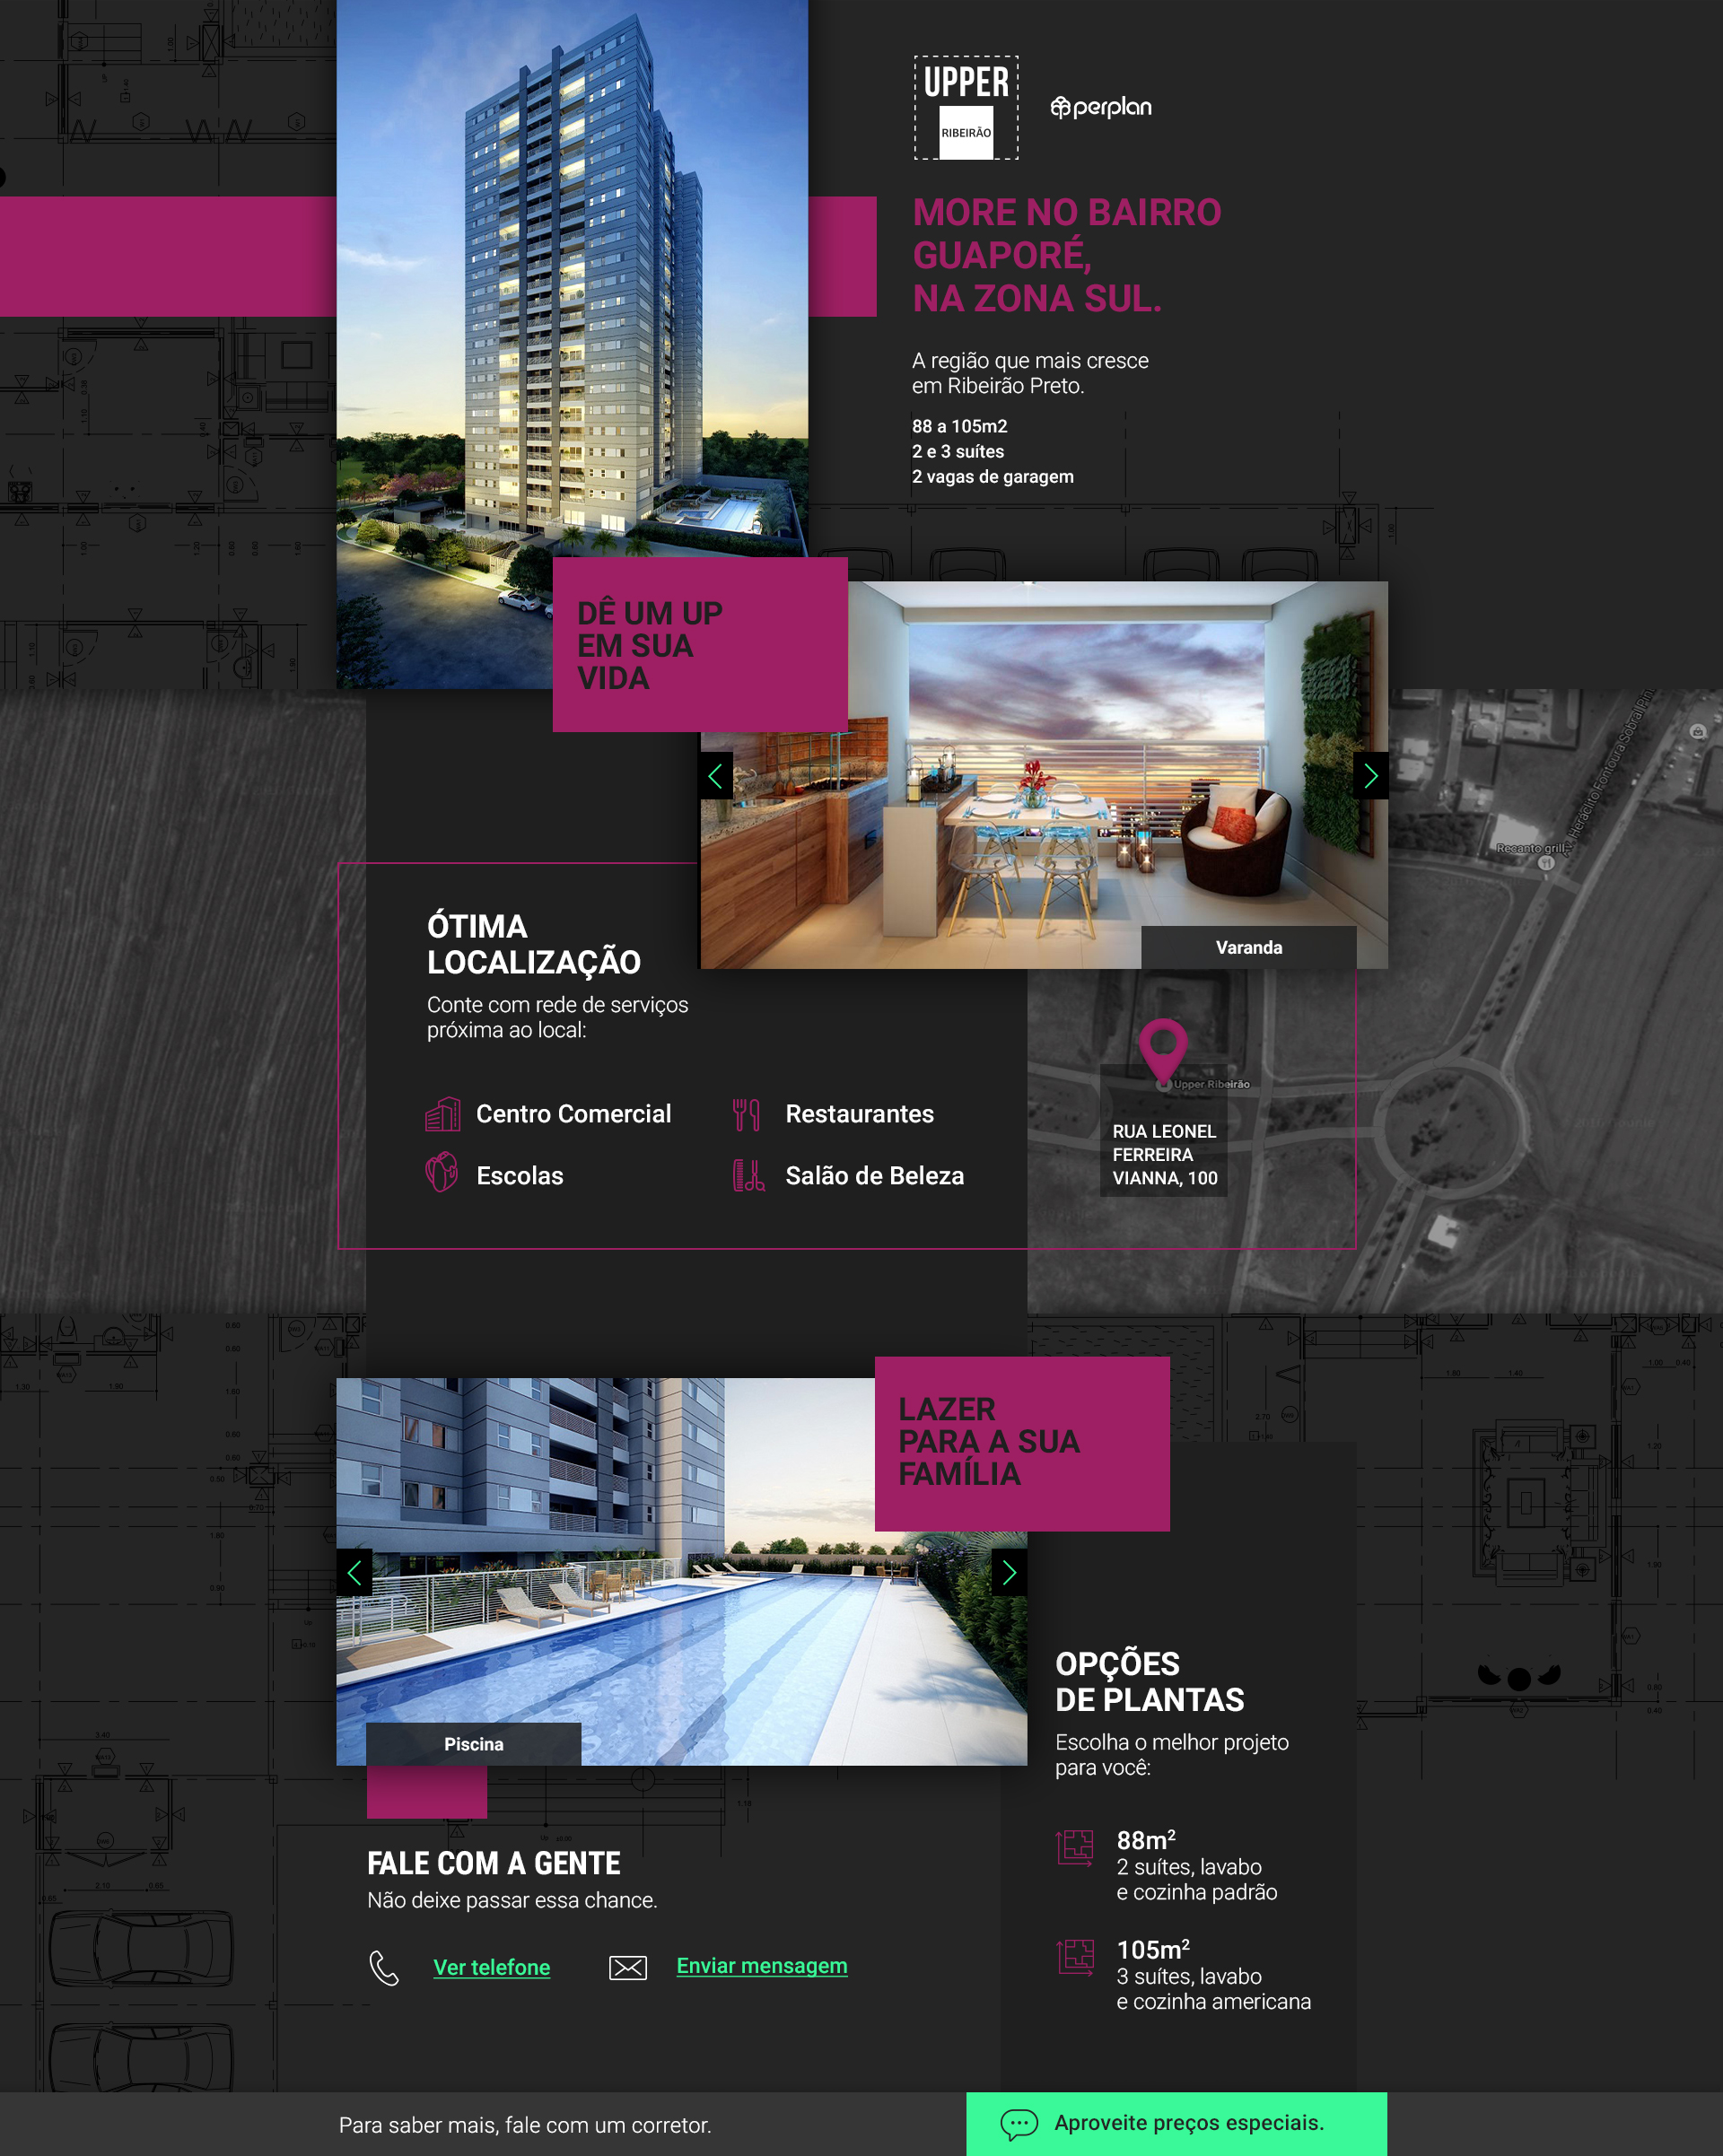 UPPER
RIBEIRÃO
perplan
MORE NO BAIRRO
GUAPORÉ,
NA ZONA SUL.
A região que mais cresce
em Ribeirão Preto.
88 a 105m2
2 e 3 suítes
2 vagas de garagem
DÊ UM UP
EM SUA
VIDA
Varanda
Recanto grill
ÓTIMA
LOCALIZAÇÃO
Conte com rede de serviços
próxima ao local:
Centro Comercial
Restaurantes
Escolas
Salão de Beleza
Upper Ribeirão
RUA LEONEL
FERREIRA
VIANNA, 100
LAZER
PARA A SUA
FAMÍLIA
Piscina
OPÇÕES
DE PLANTAS
Escolha o melhor projeto
para você:
88m²
2 suítes, lavabo
e cozinha padrão
105m²
3 suítes, lavabo
e cozinha americana
FALE COM A GENTE
Não deixe passar essa chance.
Ver telefone
Enviar mensagem
Para saber mais, fale com um corretor.
Aproveite preços especiais.